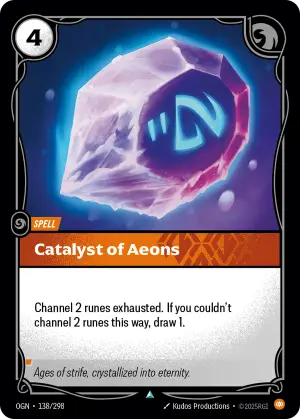 4
SPELL
Catalyst of Aeons
Channel 2 runes exhausted. If you couldn't
channel 2 runes this way, draw 1.
Ages of strife, crystallized into eternity.
OGN • 138/298
Kudos Productions • ©2025RGI